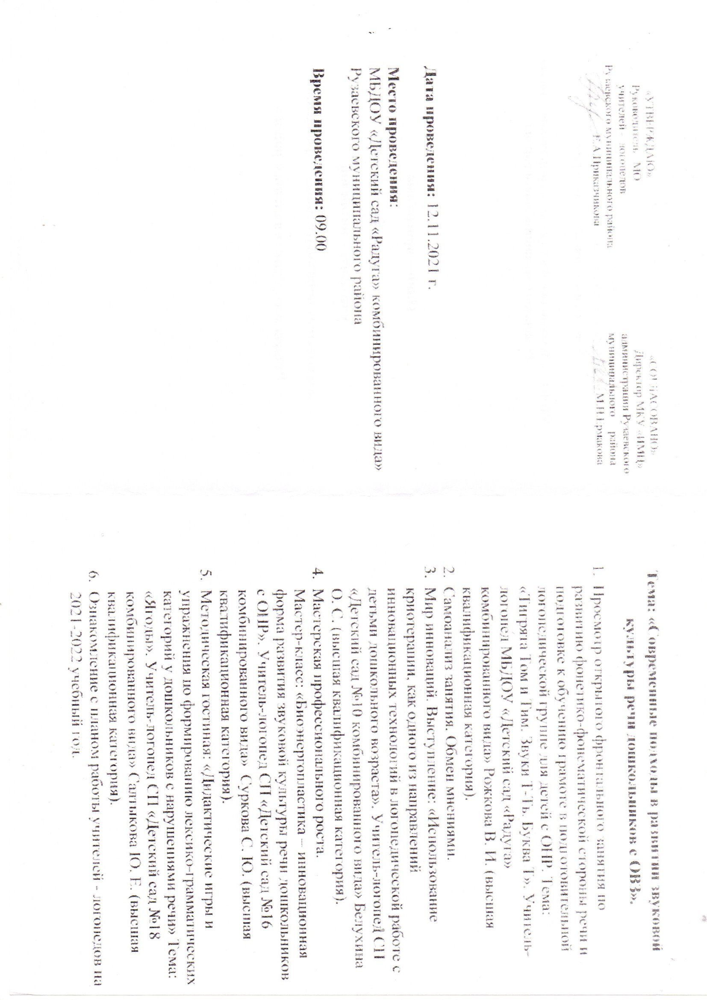 «УТВЕРЖДАЮ»
Руководитель МО
учителей - логопедов
Рузаевского муниципального района
Е.А.Приказчикова
«СОГЛАСОВАНО»
Директор МКУ «ИМЦ»
администрации Рузаевского
муниципального района
М.П.Ермакова
Дата проведения: 12.11.2021 г.
Место проведения:
МБДОУ «Детский сад «Радуга» комбинированного вида»
Рузаевского муниципального района
Время проведения: 09.00
Тема: «Современные подходы в развитии звуковой
культуры речи дошкольников с ОВЗ».
1. Просмотр открытого фронтального занятия по
развитию фонетико-фонематической стороны речи и
подготовке к обучению грамоте в подготовительной
логопедической группе для детей с ОНР. Тема:
«Тигрята Том и Тим. Звуки Т-Ть. Буква Т». Учитель-
логопед МБДОУ «Детский сад «Радуга»
комбинированного вида» Рожкова В. И. (высшая
квалификационная категория).
2. Самоанализ занятия. Обмен мнениями.
3. Мир инноваций. Выступление: «Использование
криотерапии, как одного из направлений
инновационных технологий в логопедической работе с
детьми дошкольного возраста». Учитель-логопед СП
«Детский сад №10 комбинированного вида» Белухина
О. С. (высшая квалификационная категория).
4. Мастерская профессионального роста.
Мастер-класс: «Биоэнергопластика – инновационная
форма развития звуковой культуры речи дошкольников
с ОНР». Учитель-логопед СП «Детский сад №16
комбинированного вида» Суркова С. Ю. (высшая
квалификационная категория).
5. Методическая гостиная: «Дидактические игры и
упражнения по формированию лексико-грамматических
категорий у дошкольников с нарушениями речи» Тема:
«Ягоды». Учитель-логопед СП «Детский сад №18
комбинированного вида» Салтыкова Ю. Е. (высшая
квалификационная категория).
6. Ознакомление с планом работы учителей - логопедов на
2021-2022 учебный год.